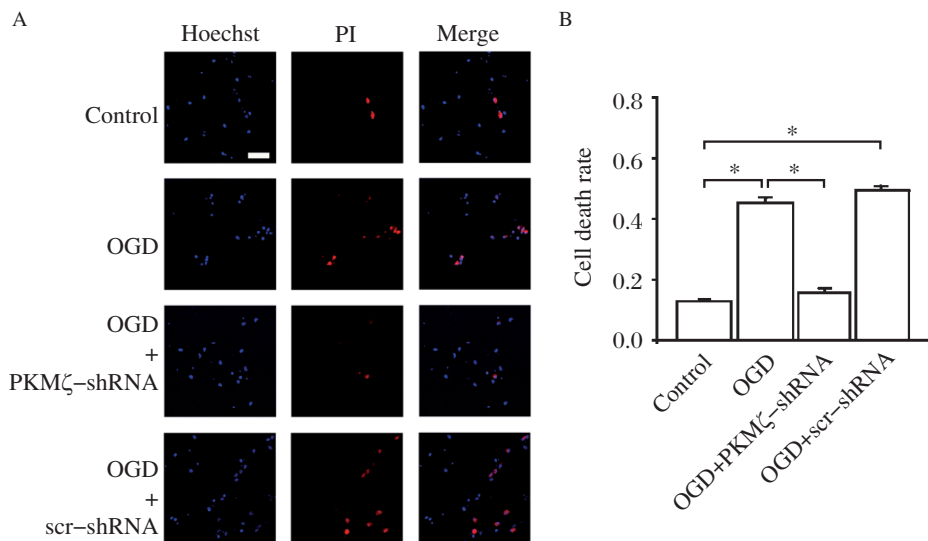 A
Hoechst PI Merge
Control
OGD
OGD
+
PKMζ-shRNA
OGD
+
scr-shRNA
B
Cell death rate
0.8
0.6
0.4
0.2
0.0
*
*
*
Control
OGD
OGD+PKMζ-shRNA
OGD+scr-shRNA